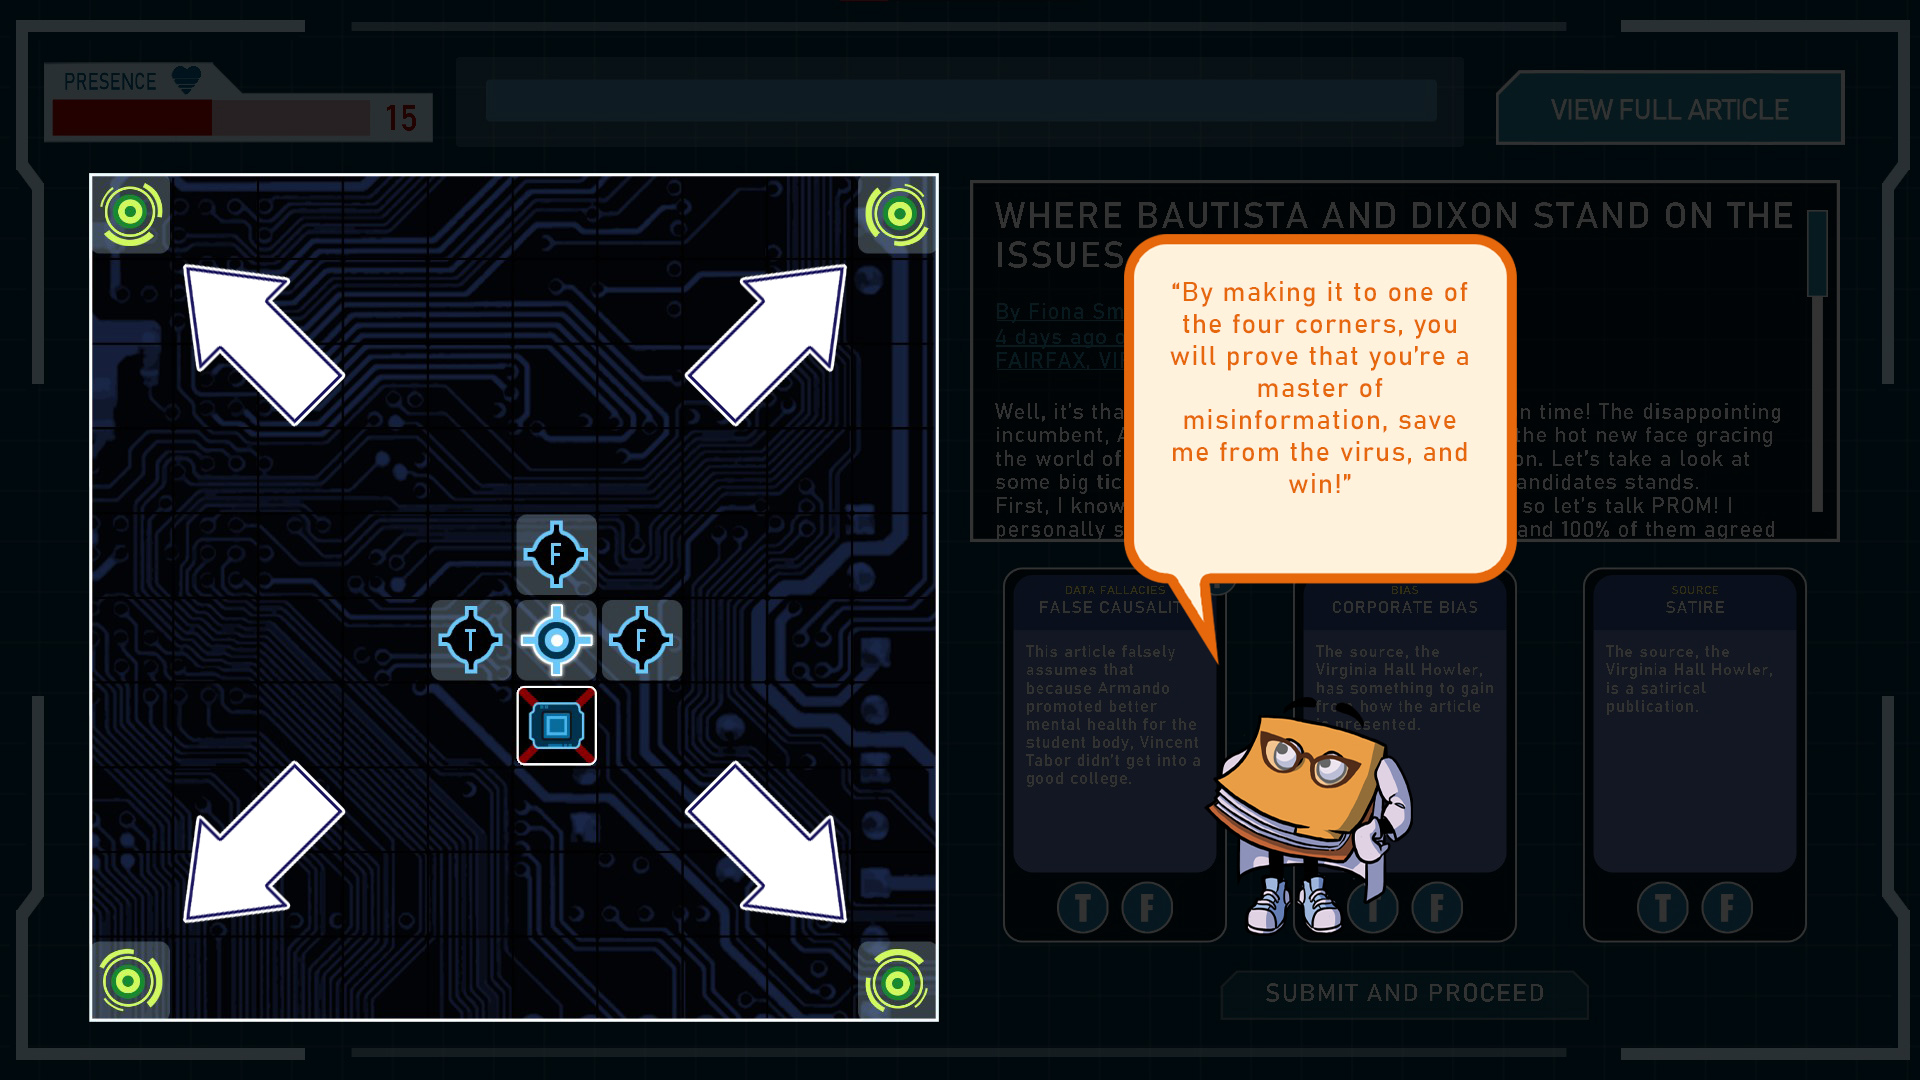 PRESENCE
15
VIEW FULL ARTICLE
WHERE BAUTISTA AND DIXON STAND ON THE
ISSUES
By Fiona
4 days ago
FAIRFAX,
Well, it's
n time! The disappointing
incumbent,
the hot new face gracing
the world of
on. Let's take a look at
some big
andidates stands.
First, I know
so let's talk PROM! I
personally
and 100% of them agreed
“By making it to one of
the four corners, you
will prove that you're a
master of
misinformation, save
me from the virus, and
win!”
F
T
F
DATA FALLACIES
FALSE
This article falsely
assumes that
because Armando
promoted better
mental health for the
student body, Vincent
Tabor didn't get into a
good college.
T F
BIAS
CORPORATE BIAS
The source, the
Virginia Hall Howler,
has something to gain
how the article
presented.
T F
SOURCE
SATIRE
The source, the
Virginia Hall Howler,
is a satirical
publication.
T F
SUBMIT AND PROCEED